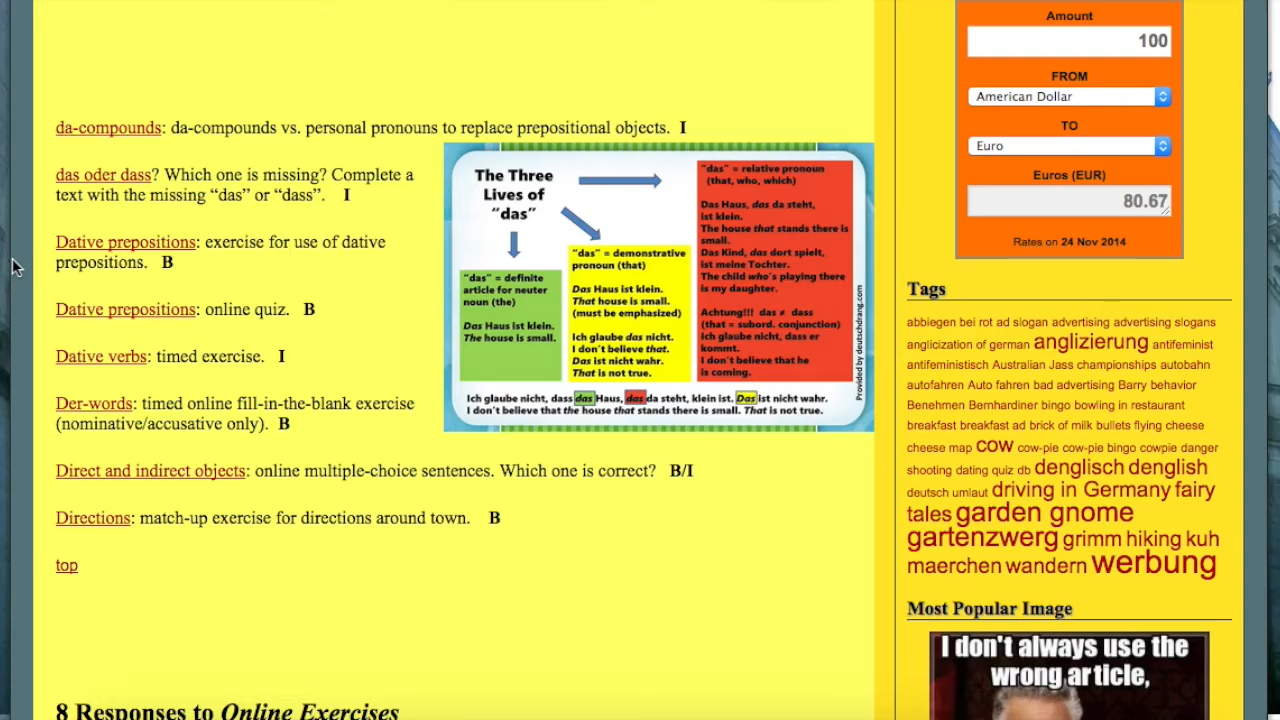 da-compounds: da-compounds vs. personal pronouns to replace prepositional objects. I
das oder dass? Which one is missing? Complete a
text with the missing “das” or “dass”. I
Dative prepositions: exercise for use of dative
prepositions. B
Dative prepositions: online quiz. B
Dative verbs: timed exercise. I
Der-words: timed online fill-in-the-blank exercise
(nominative/accusative only). B
The Three
Lives of
“das”
"das" = definite
article for neuter
noun (the)
Das Haus ist klein.
The house is small.
"das" = demonstrative
pronoun (that)
Das Haus ist klein.
That house is small.
(must be emphasized)
Ich glaube das nicht.
I don't believe that.
Das ist nicht wahr.
That is not true.
"das" = relative pronoun
(that, who, which)
Das Haus, das da steht,
ist klein.
The house that stands there is
small.
Das Kind, das dort spielt,
ist meine Tochter.
The child who's playing there
is my daughter.
Achtung!!! das ≠ dass
(that = subord. conjunction)
Ich glaube nicht, dass er
kommt.
I don't believe that he
is coming.
Provided by deutschdrang.com
Ich glaube nicht, dass das Haus, das da steht, klein ist. Das ist nicht wahr.
I don't believe that the house that stands there is small. That is not true.
Direct and indirect objects: online multiple-choice sentences. Which one is correct? B/I
Directions: match-up exercise for directions around town. B
top
8 Responses to Online Exercises
Amount
100
FROM
American Dollar
TO
Euro
Euros (EUR)
80.67
Rates on 24 Nov 2014
Tags
abbiegen bei rot ad slogan advertising advertising slogans
anglicization of german anglizierung antifeminist
antifeministisch Australian Jass championships autobahn
autofahren Auto fahren bad advertising Barry behavior
Benehmen Bernhardiner bingo bowling in restaurant
breakfast breakfast ad brick of milk bullets flying cheese
cheese map cow cow-pie cow-pie bingo cowpie danger
shooting dating quiz db denglisch denglish
deutsch umlaut driving in Germany fairy
tales garden gnome
gartenzwerg grimm hiking kuh
maerchen wandern werbung
Most Popular Image
I don't always use the
wrong article,